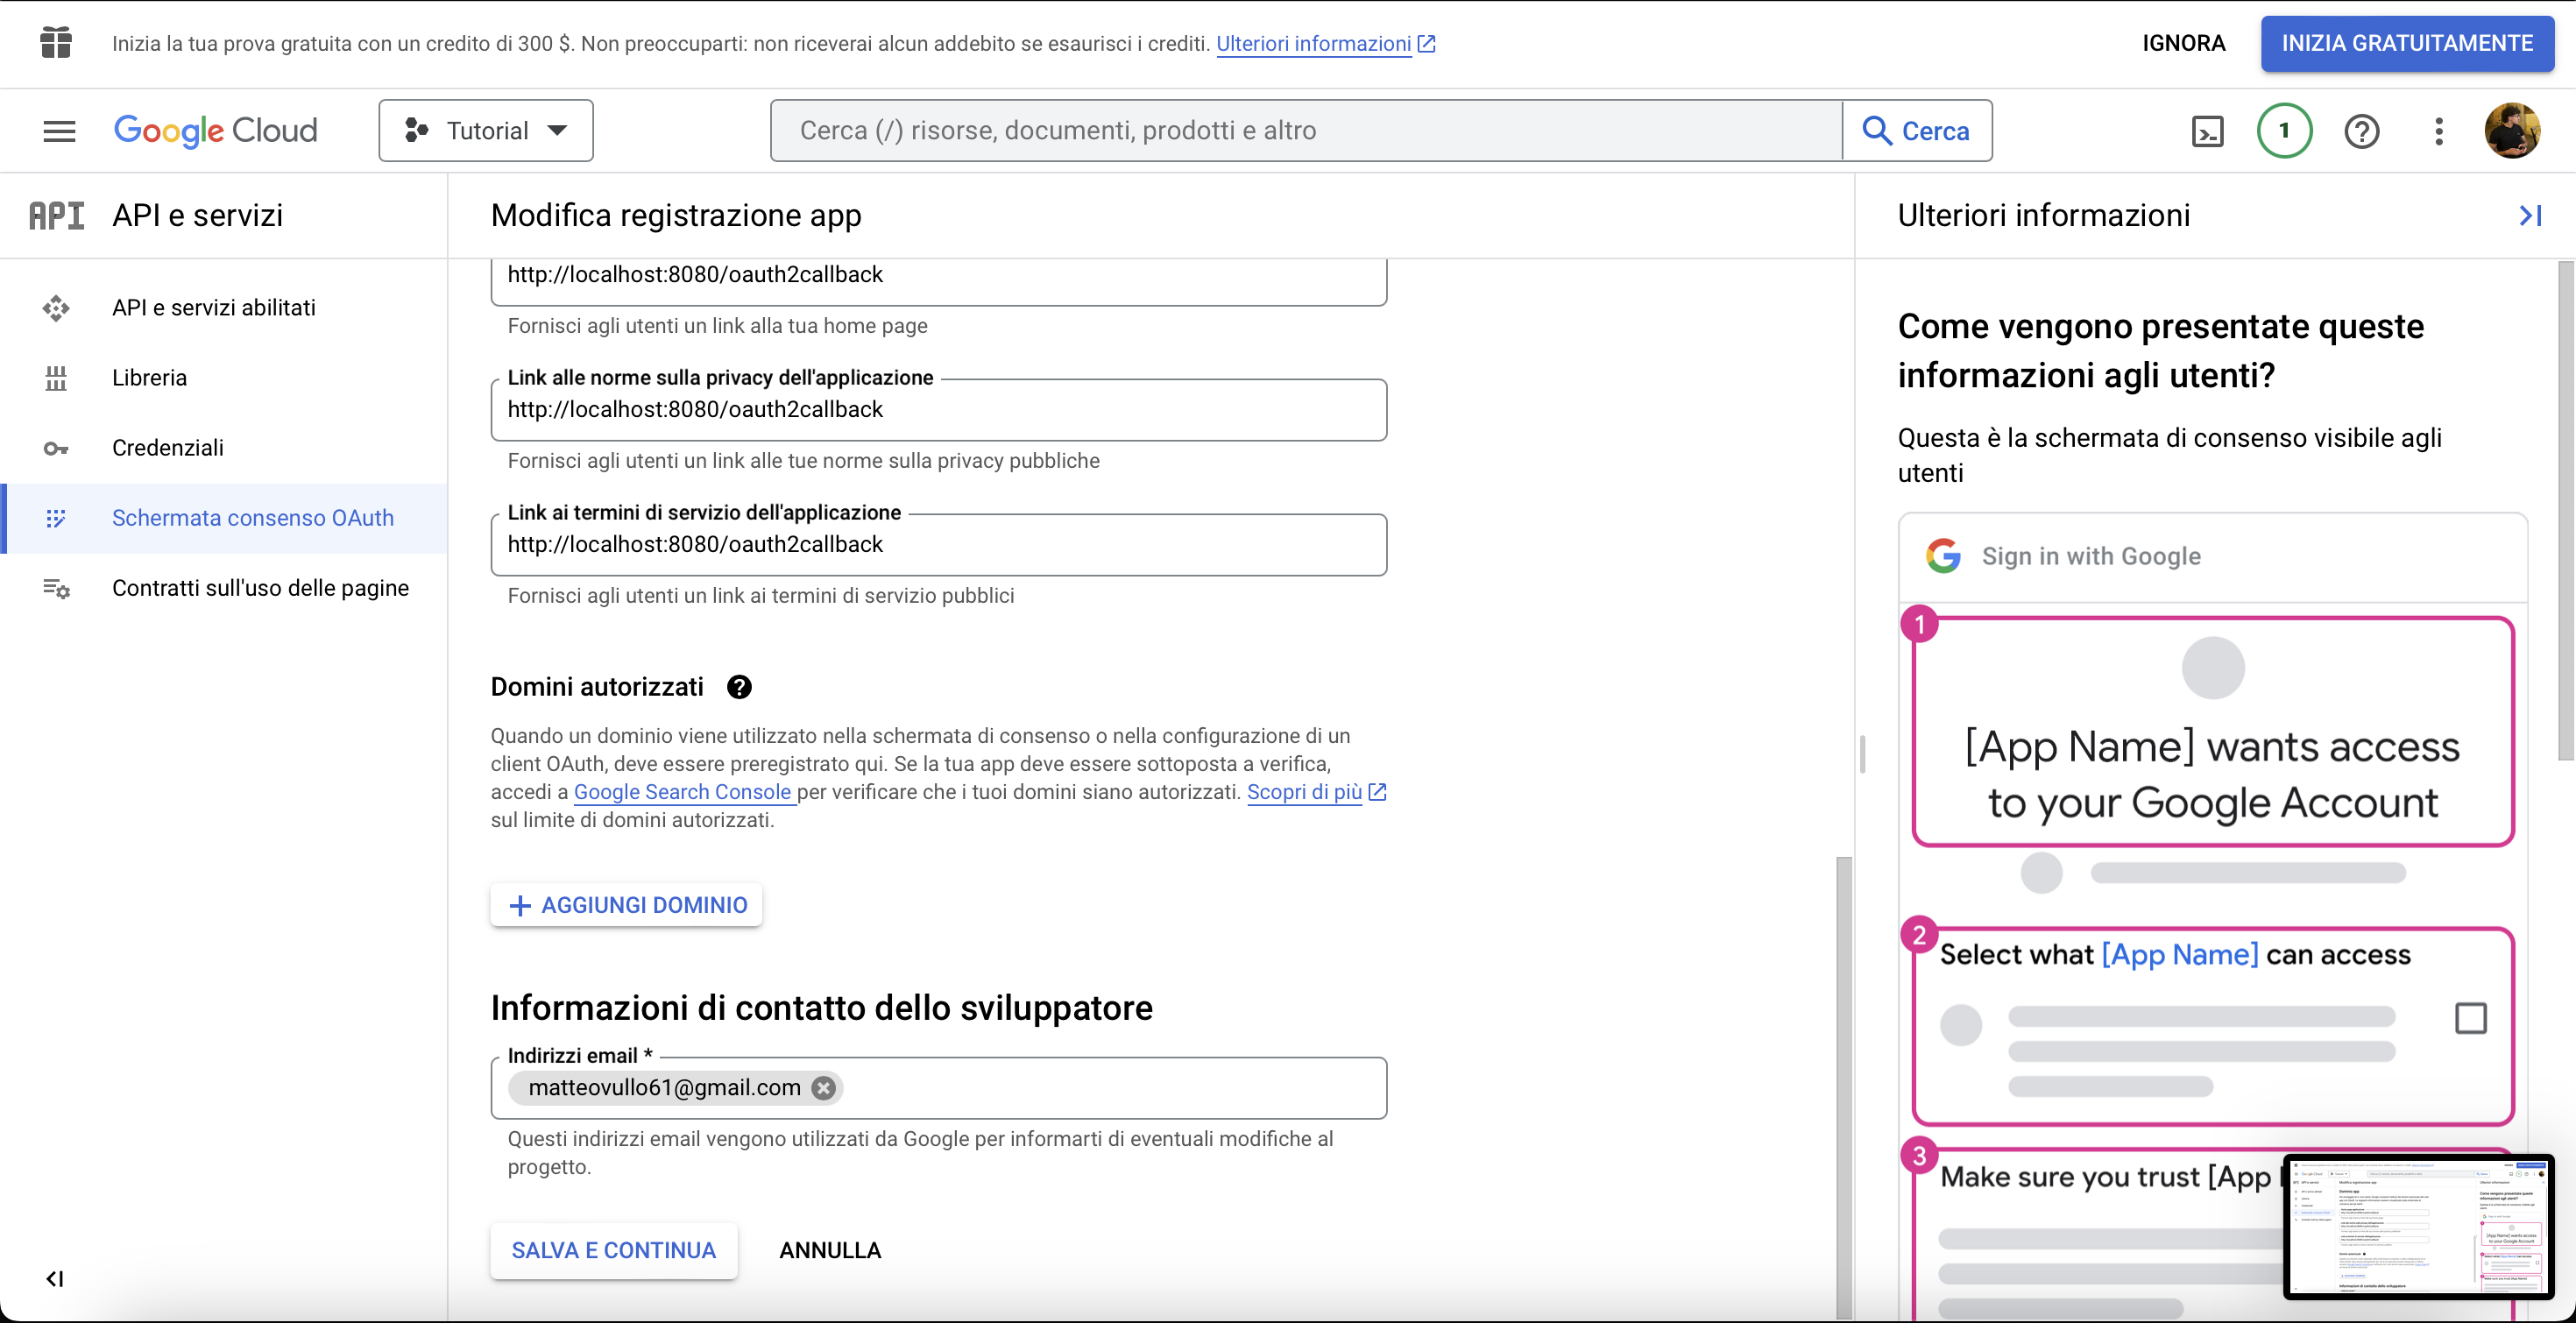 Inizia la tua prova gratuita con un credito di 300 $. Non preoccuparti: non riceverai alcun addebito se esaurisci i crediti. Ulteriori informazioni
IGNORA
INIZIA GRATUITAMENTE
Google Cloud
Tutorial
Cerca (/) risorse, documenti, prodotti e altro
Cerca
1
API
API e servizi
API e servizi abilitati
Libreria
Credenziali
Schermata consenso OAuth
Contratti sull'uso delle pagine
Modifica registrazione app
http://localhost:8080/oauth2callback
Fornisci agli utenti un link alla tua home page
Link alle norme sulla privacy dell'applicazione
http://localhost:8080/oauth2callback
Fornisci agli utenti un link alle tue norme sulla privacy pubbliche
Link ai termini di servizio dell'applicazione
http://localhost:8080/oauth2callback
Fornisci agli utenti un link ai termini di servizio pubblici
Domini autorizzati
Quando un dominio viene utilizzato nella schermata di consenso o nella configurazione di un
client OAuth, deve essere preregistrato qui. Se la tua app deve essere sottoposta a verifica,
accedi a Google Search Console per verificare che i tuoi domini siano autorizzati. Scopri di più
sul limite di domini autorizzati.
AGGIUNGI DOMINIO
Informazioni di contatto dello sviluppatore
Indirizzi email *
matteovullo61@gmail.com
Questi indirizzi email vengono utilizzati da Google per informarti di eventuali modifiche al
progetto.
SALVA E CONTINUA
ANNULLA
Ulteriori informazioni
Come vengono presentate queste
informazioni agli utenti?
Questa è la schermata di consenso visibile agli
utenti
Sign in with Google
1
[App Name] wants access
to your Google Account
2
Select what [App Name] can access
3
Make sure you trust [App